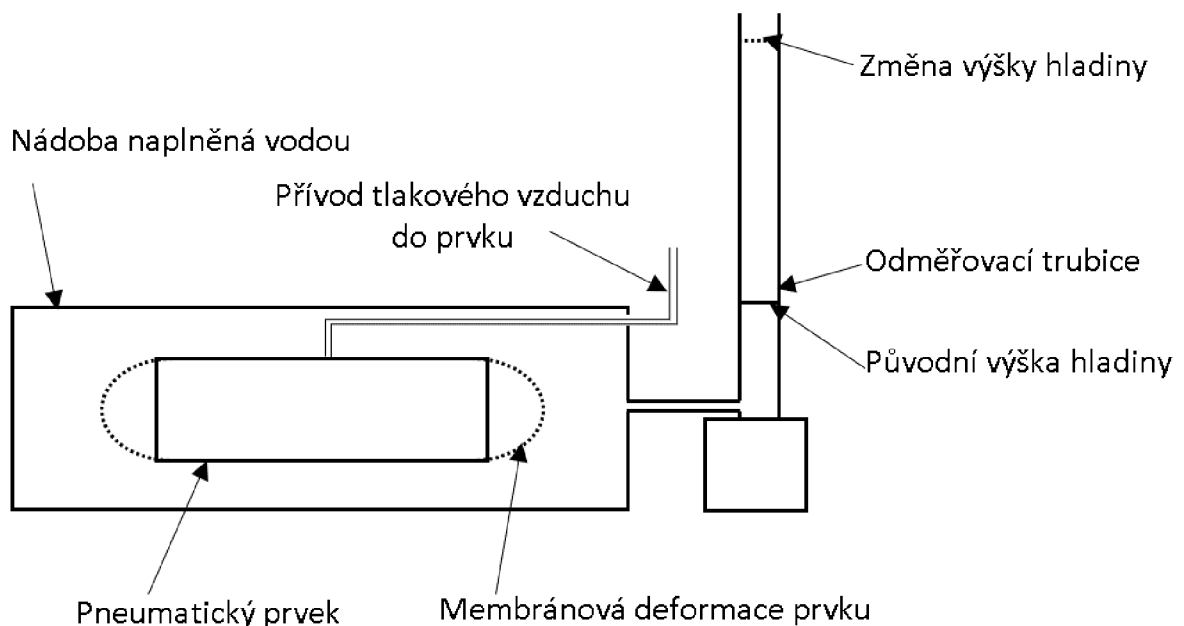 Změna výšky hladiny
Nádoba naplněná vodou
Přívod tlakového vzduchu
do prvku
Odměřovací trubice
Původní výška hladiny
Pneumatický prvek
Membránová deformace prvku